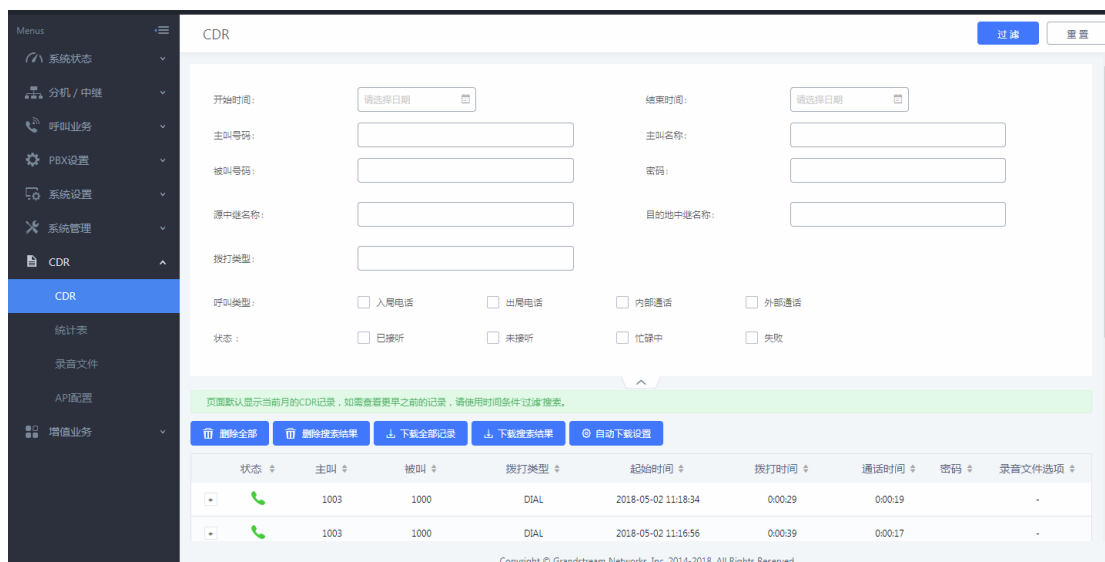 Menus
系统状态
分机 / 中继
呼叫业务
PBX设置
系统设置
系统管理
CDR
CDR
统计表
录音文件
API配置
增值业务
CDR
过滤
重置
开始时间:
请选择日期
结束时间:
请选择日期
主叫号码:
主叫名称:
被叫号码:
密码:
源中继名称:
目的地中继名称:
拨打类型:
呼叫类型:
入局电话
出局电话
内部通话
外部通话
状态 :
已接听
未接听
忙碌中
失败
页面默认显示当前月的CDR记录，如需查看更早之前的记录，请使用时间条件'过滤'搜索。
删除全部
删除搜索结果
下载全部记录
下载搜索结果
自动下载设置
状态 主叫 被叫 拨打类型 起始时间 拨打时间 通话时间 密码 录音文件选项
+ 1003 1000 DIAL 2018-05-02 11:18:34 0:00:29 0:00:19 -
+ 1003 1000 DIAL 2018-05-02 11:16:56 0:00:39 0:00:17 -
Copyright © Grandstream Networks, Inc. 2014-2018. All Rights Reserved.